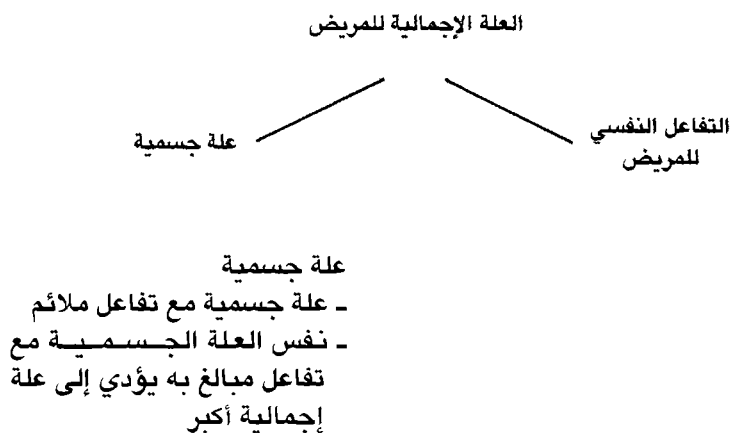 العلة الإجمالية للمريض
التفاعل النفسي
للمريض
علة جسمية
علة جسمية
ـ علة جسمية مع تفاعل ملائم
ـ نفس العلة الجـسـمـيــة مع
تفاعل مبالغ به يؤدي إلى علة
إجمالية أكبر